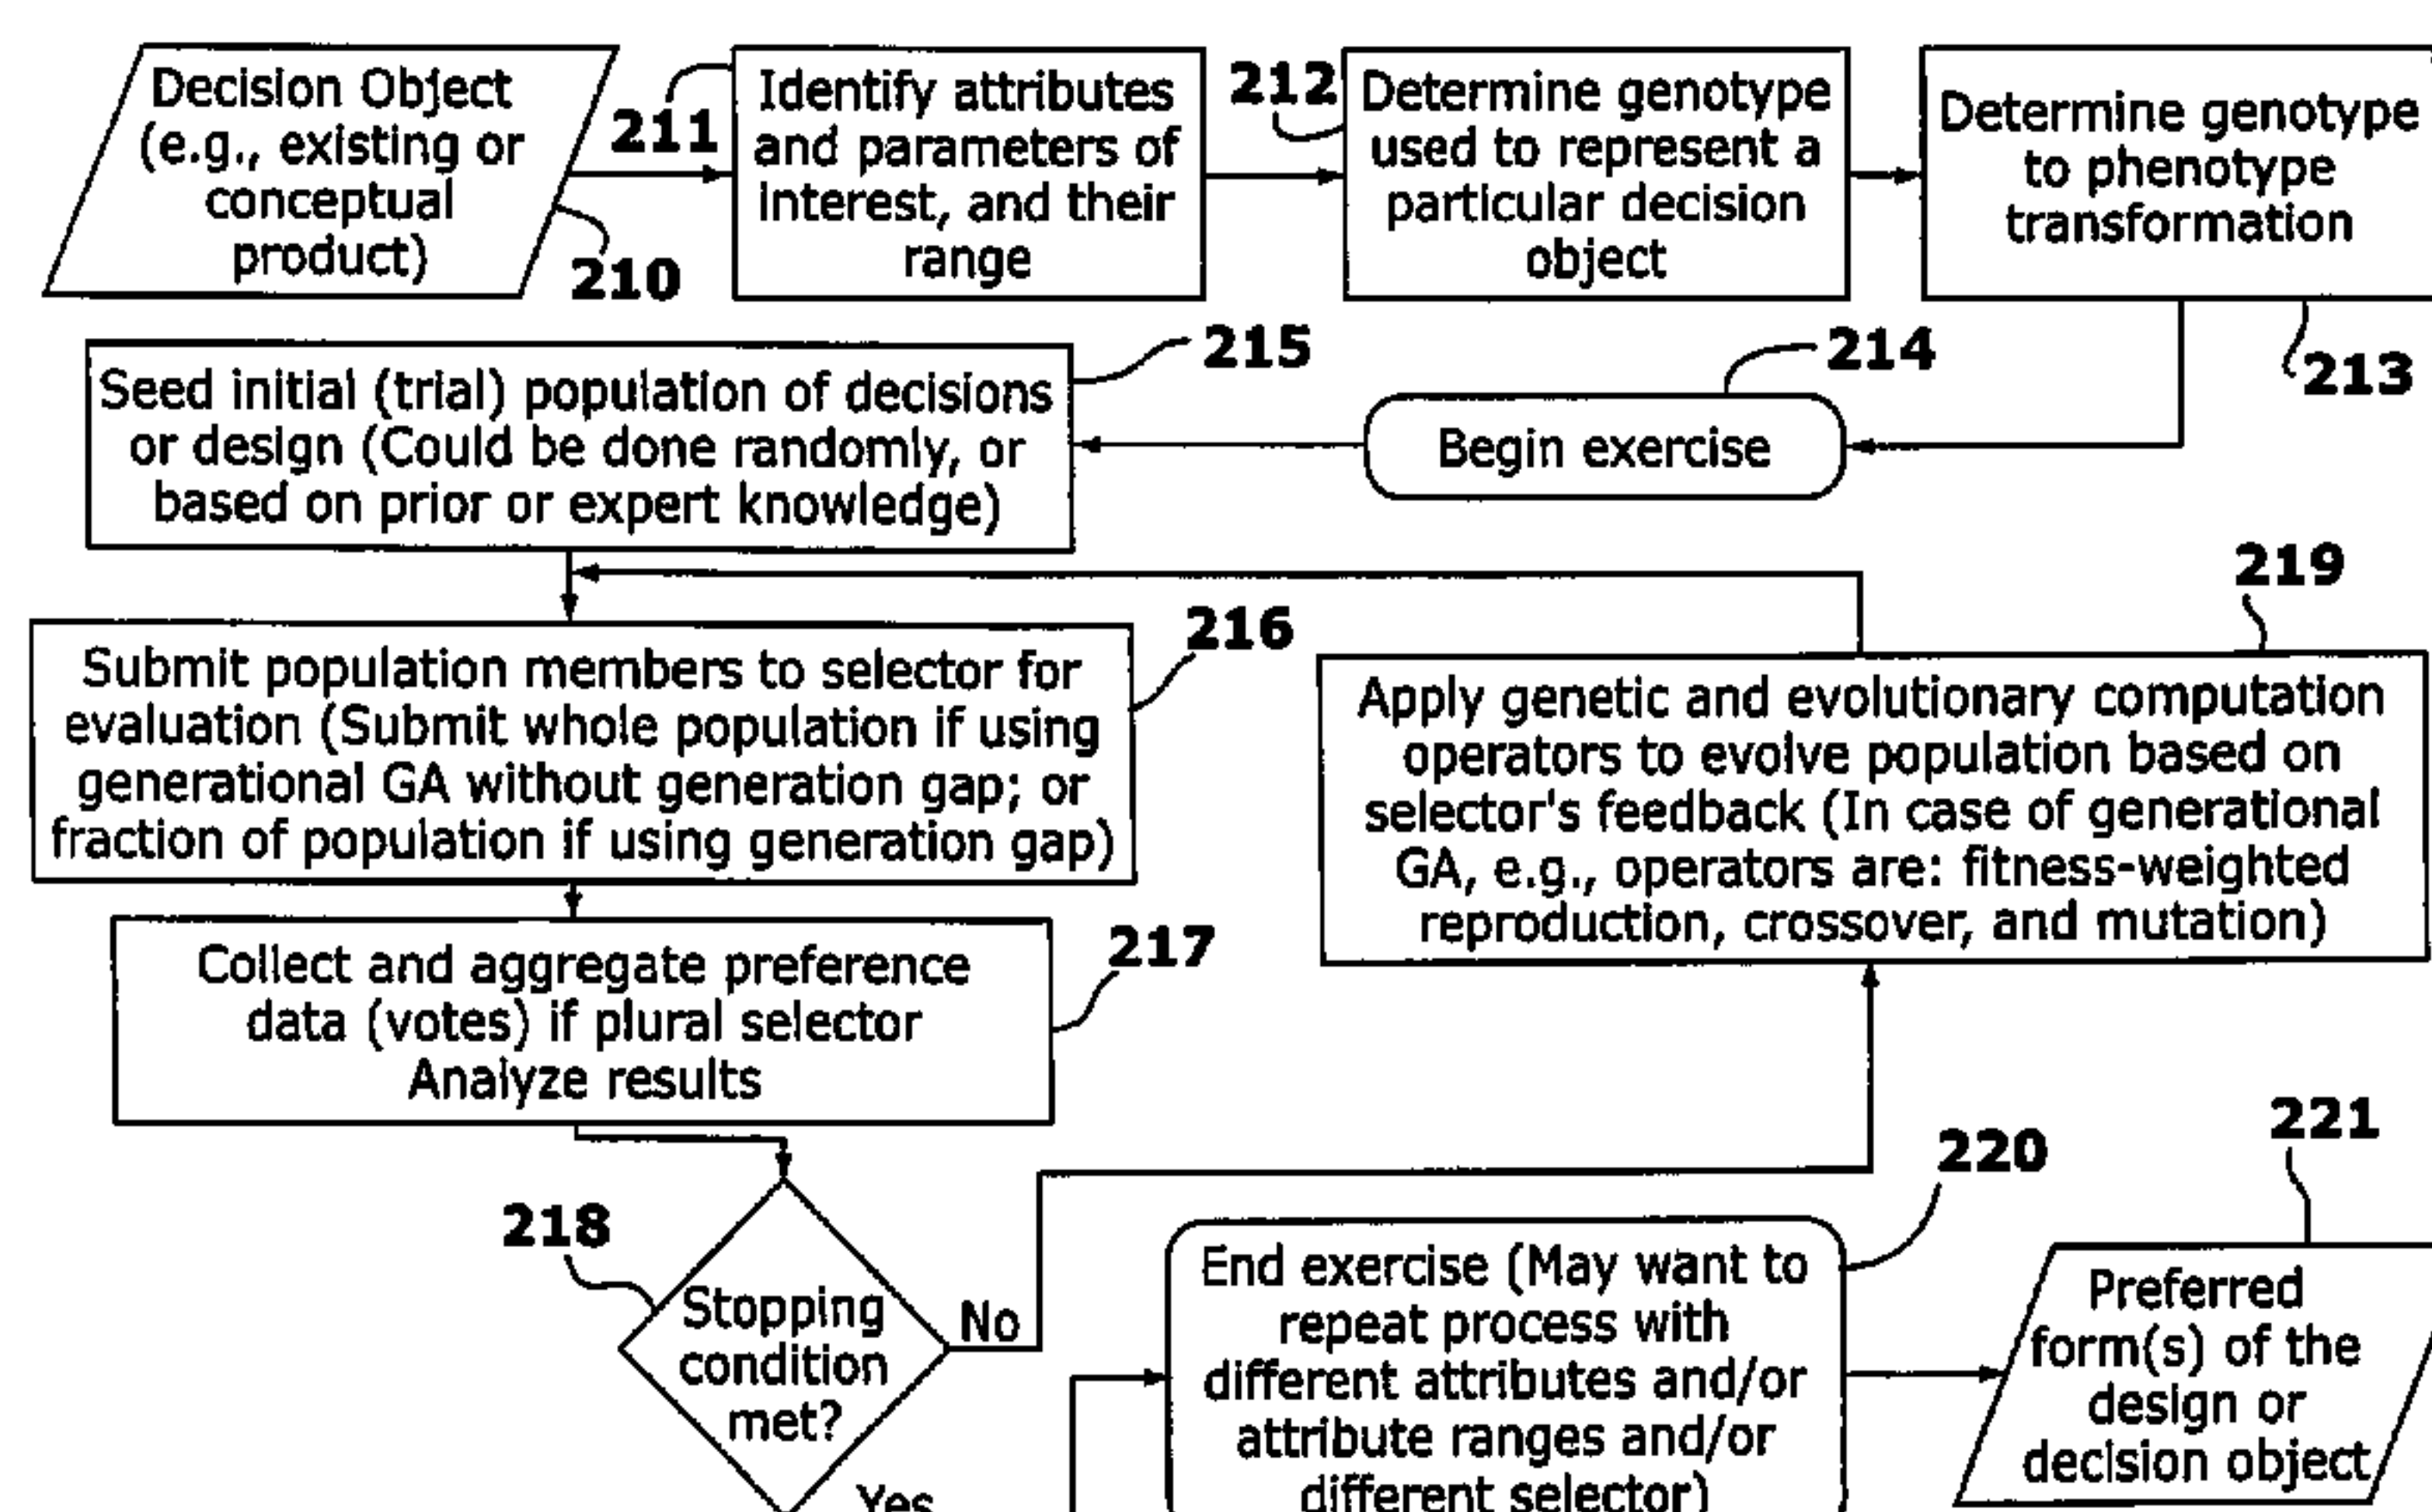 Decision Object
(e.g., existing or
conceptual
product)
210
211
Identify attributes
and parameters of
interest, and their
range
212
Determine genotype
used to represent a
particular decision
object
Determine genotype
to phenotype
transformation
213
214
Begin exercise
215
Seed initial (trial) population of decisions
or design (Could be done randomly, or
based on prior or expert knowledge)
216
Submit population members to selector for
evaluation (Submit whole population if using
generational GA without generation gap; or
fraction of population if using generation gap)
217
Collect and aggregate preference
data (votes) if plural selector
Analyze results
218
Stopping
condition
met?
No
Yes
219
Apply genetic and evolutionary computation
operators to evolve population based on
selector's feedback (In case of generational
GA, e.g., operators are: fitness-weighted
reproduction, crossover, and mutation)
220
End exercise (May want to
repeat process with
different attributes and/or
attribute ranges and/or
different selector)
221
Preferred
form(s) of the
design or
decision object